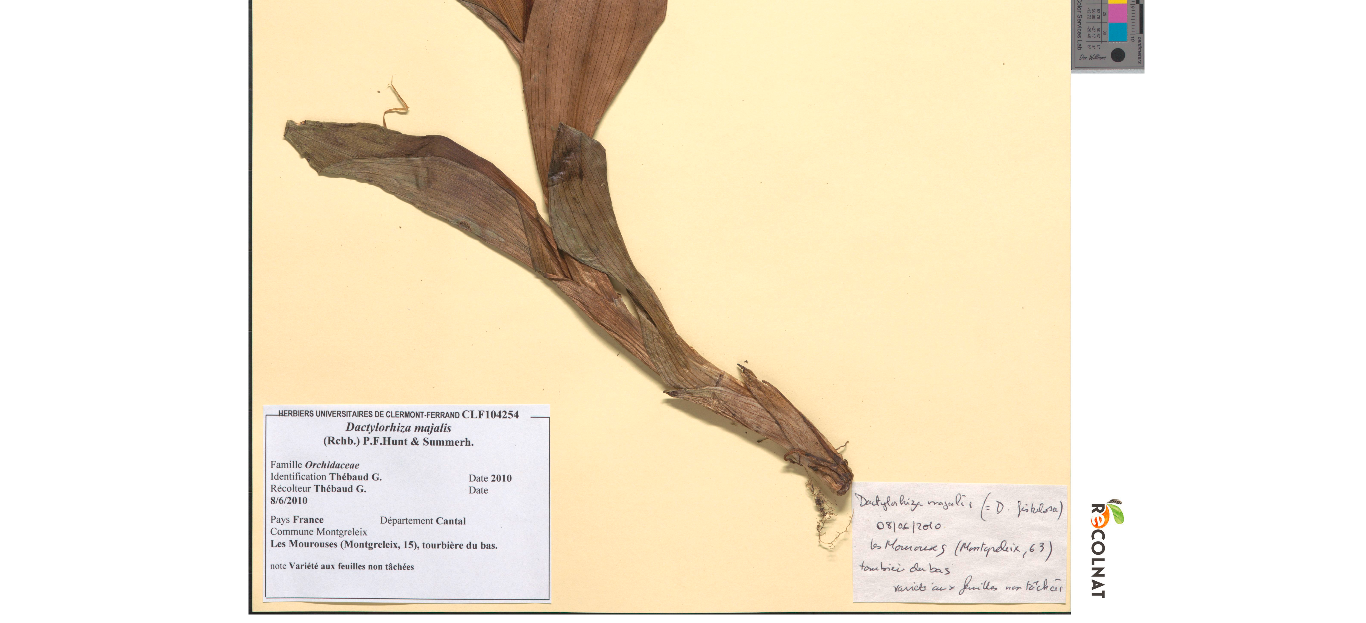 HERBIERS UNIVERSITAIRES DE CLERMONT-FERRAND CLF104254
Dactylorhiza majalis
(Rchb.) P.F.Hunt & Summerh.
Famille Orchidaceae
Identification Thébaud G. Date 2010
Récolteur Thébaud G. Date
8/6/2010
Pays France Département Cantal
Commune Montgreleix
Les Mourouses (Montgreleix, 15), tourbière du bas.
note Variété aux feuilles non tâchées
Dactylorhiza majalis (= D. fistulosa)
08/06/2010
les Mourouses (Montgreleix, 63)
tourbière du bas
variété aux feuilles non tâchées
ReCOLNAT